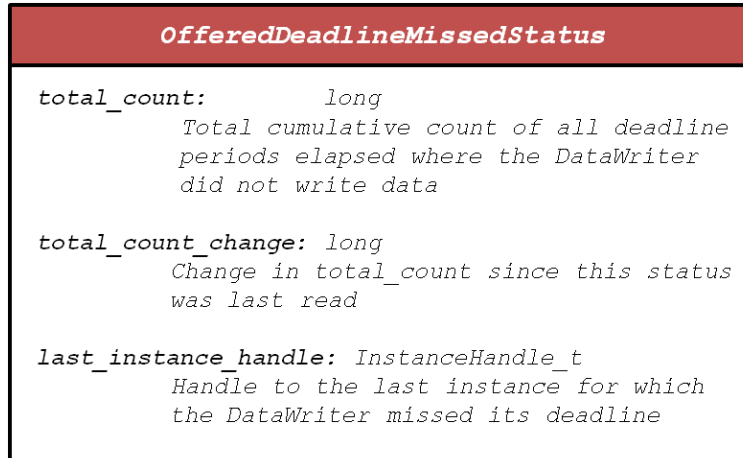 OfferedDeadlineMissedStatus
total_count: long
Total cumulative count of all deadline
periods elapsed where the DataWriter
did not write data
total_count_change: long
Change in total_count since this status
was last read
last_instance_handle: InstanceHandle_t
Handle to the last instance for which
the DataWriter missed its deadline